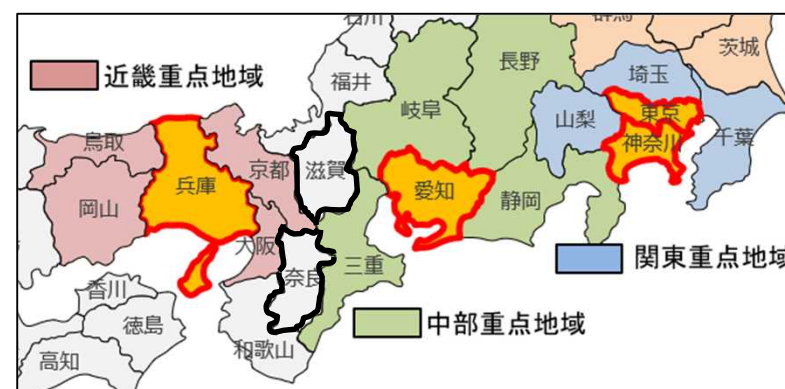 石川
群馬
茨城
長野
福井
埼玉
近畿重点地域
岐阜
山梨
東京
鳥取
神奈川
千葉
京都
滋賀
兵庫
愛知
岡山
静岡
大阪
関東重点地域
三重
奈良
香川
中部重点地域
徳島
和歌山
高知